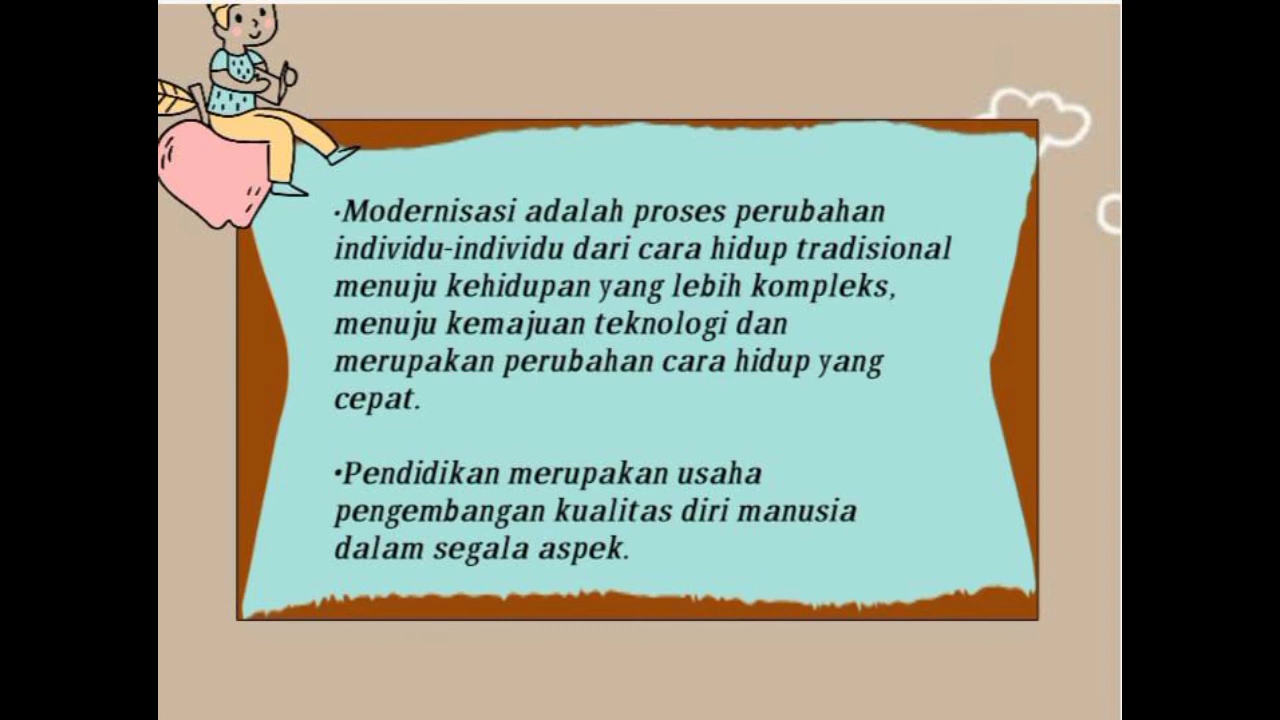 •Modernisasi adalah proses perubahan
individu-individu dari cara hidup tradisional
menuju kehidupan yang lebih kompleks,
menuju kemajuan teknologi dan
merupakan perubahan cara hidup yang
cepat.
•Pendidikan merupakan usaha
pengembangan kualitas diri manusia
dalam segala aspek.